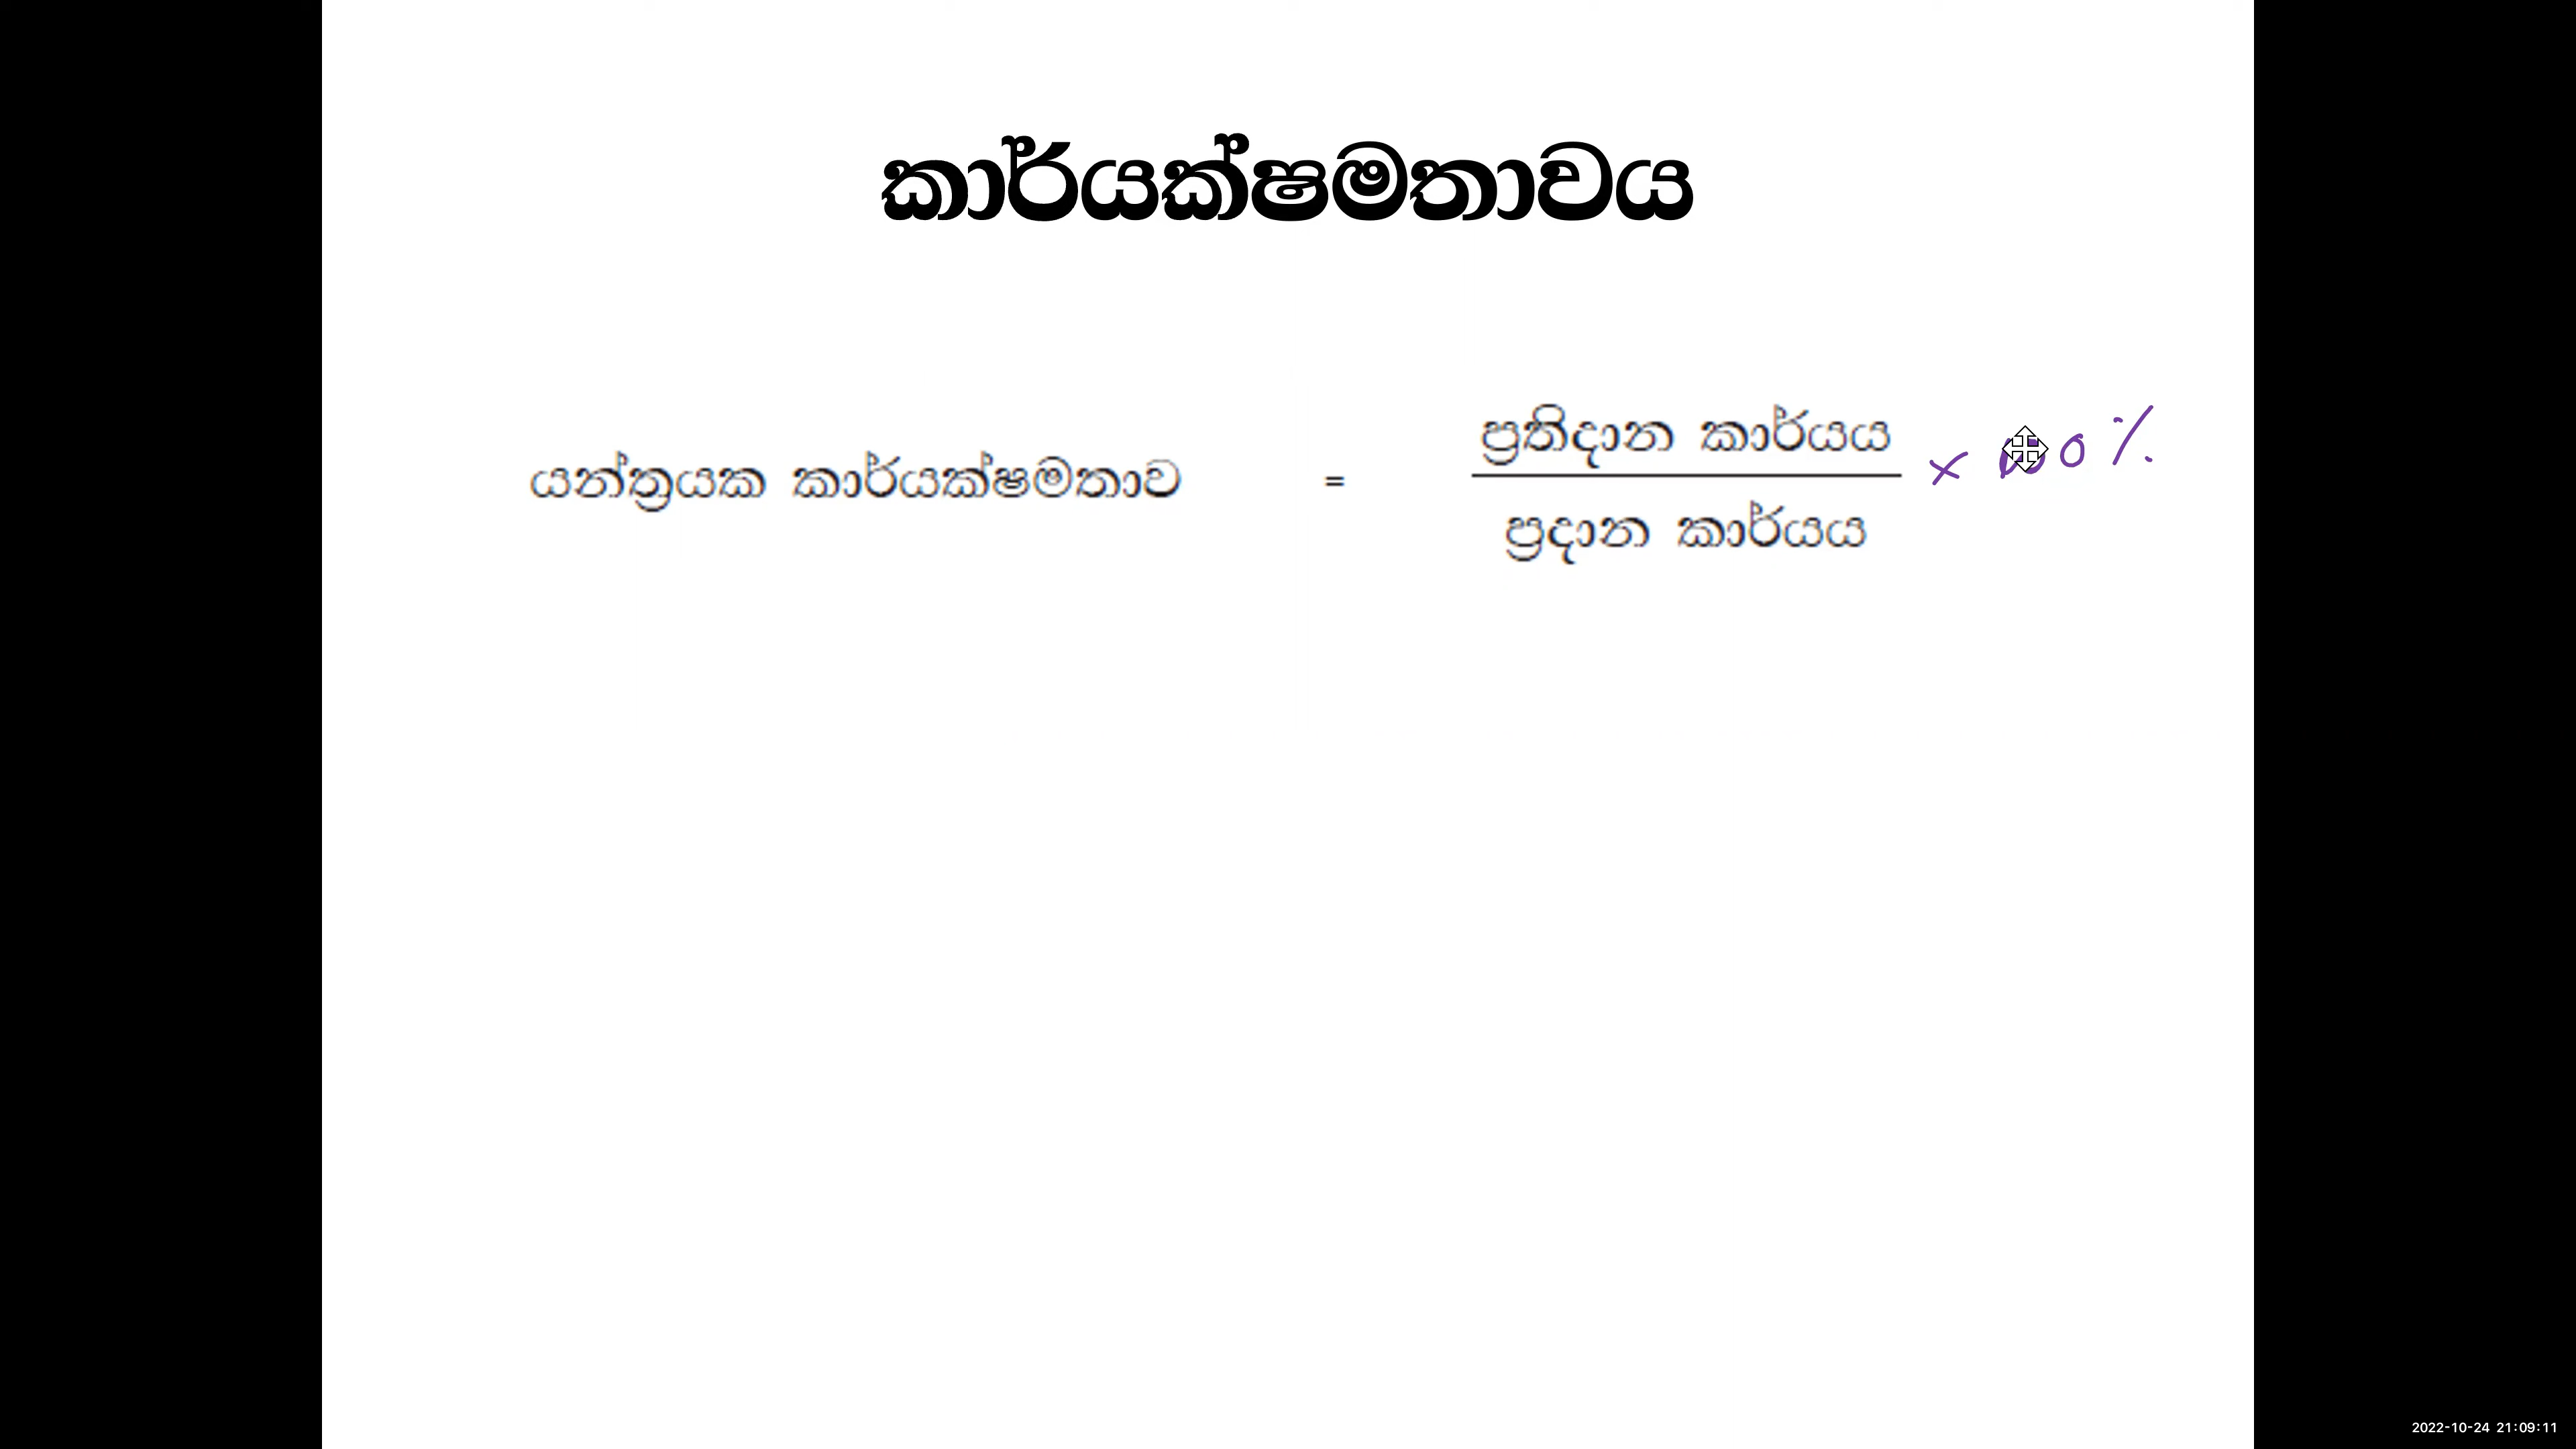 කාර්යක්ෂමතාවය
යන්ත්‍රයක කාර්යක්ෂමතාව = ප්‍රතිදාන කාර්යය
ප්‍රදාන කාර්යය × 100 %
2022-10-24 21:09:11